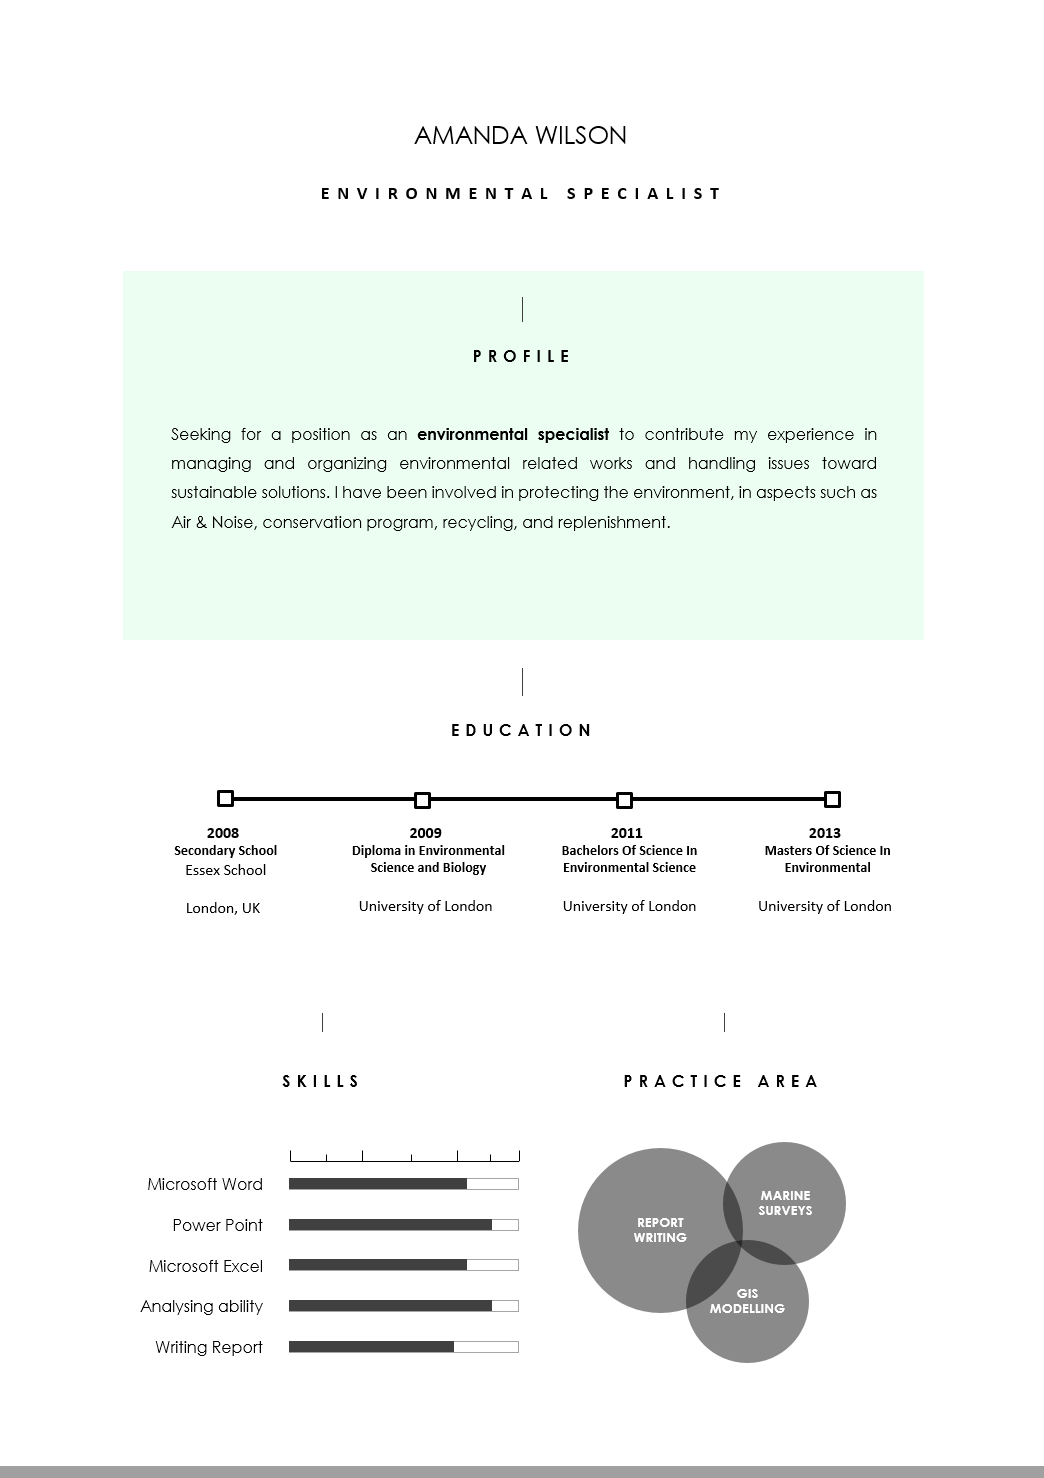 AMANDA WILSON
ENVIRONMENTAL SPECIALIST
PROFILE
Seeking for a position as an environmental specialist to contribute my experience in
managing and organizing environmental related works and handling issues toward
sustainable solutions. I have been involved in protecting the environment, in aspects such as
Air & Noise, conservation program, recycling, and replenishment.
EDUCATION
2008
Secondary School
Essex School
London, UK
2009
Diploma in Environmental
Science and Biology
University of London
2011
Bachelors Of Science In
Environmental Science
University of London
2013
Masters Of Science In
Environmental
University of London
SKILLS
Microsoft Word
Power Point
Microsoft Excel
Analysing ability
Writing Report
PRACTICE AREA
REPORT
WRITING
MARINE
SURVEYS
GIS
MODELLING